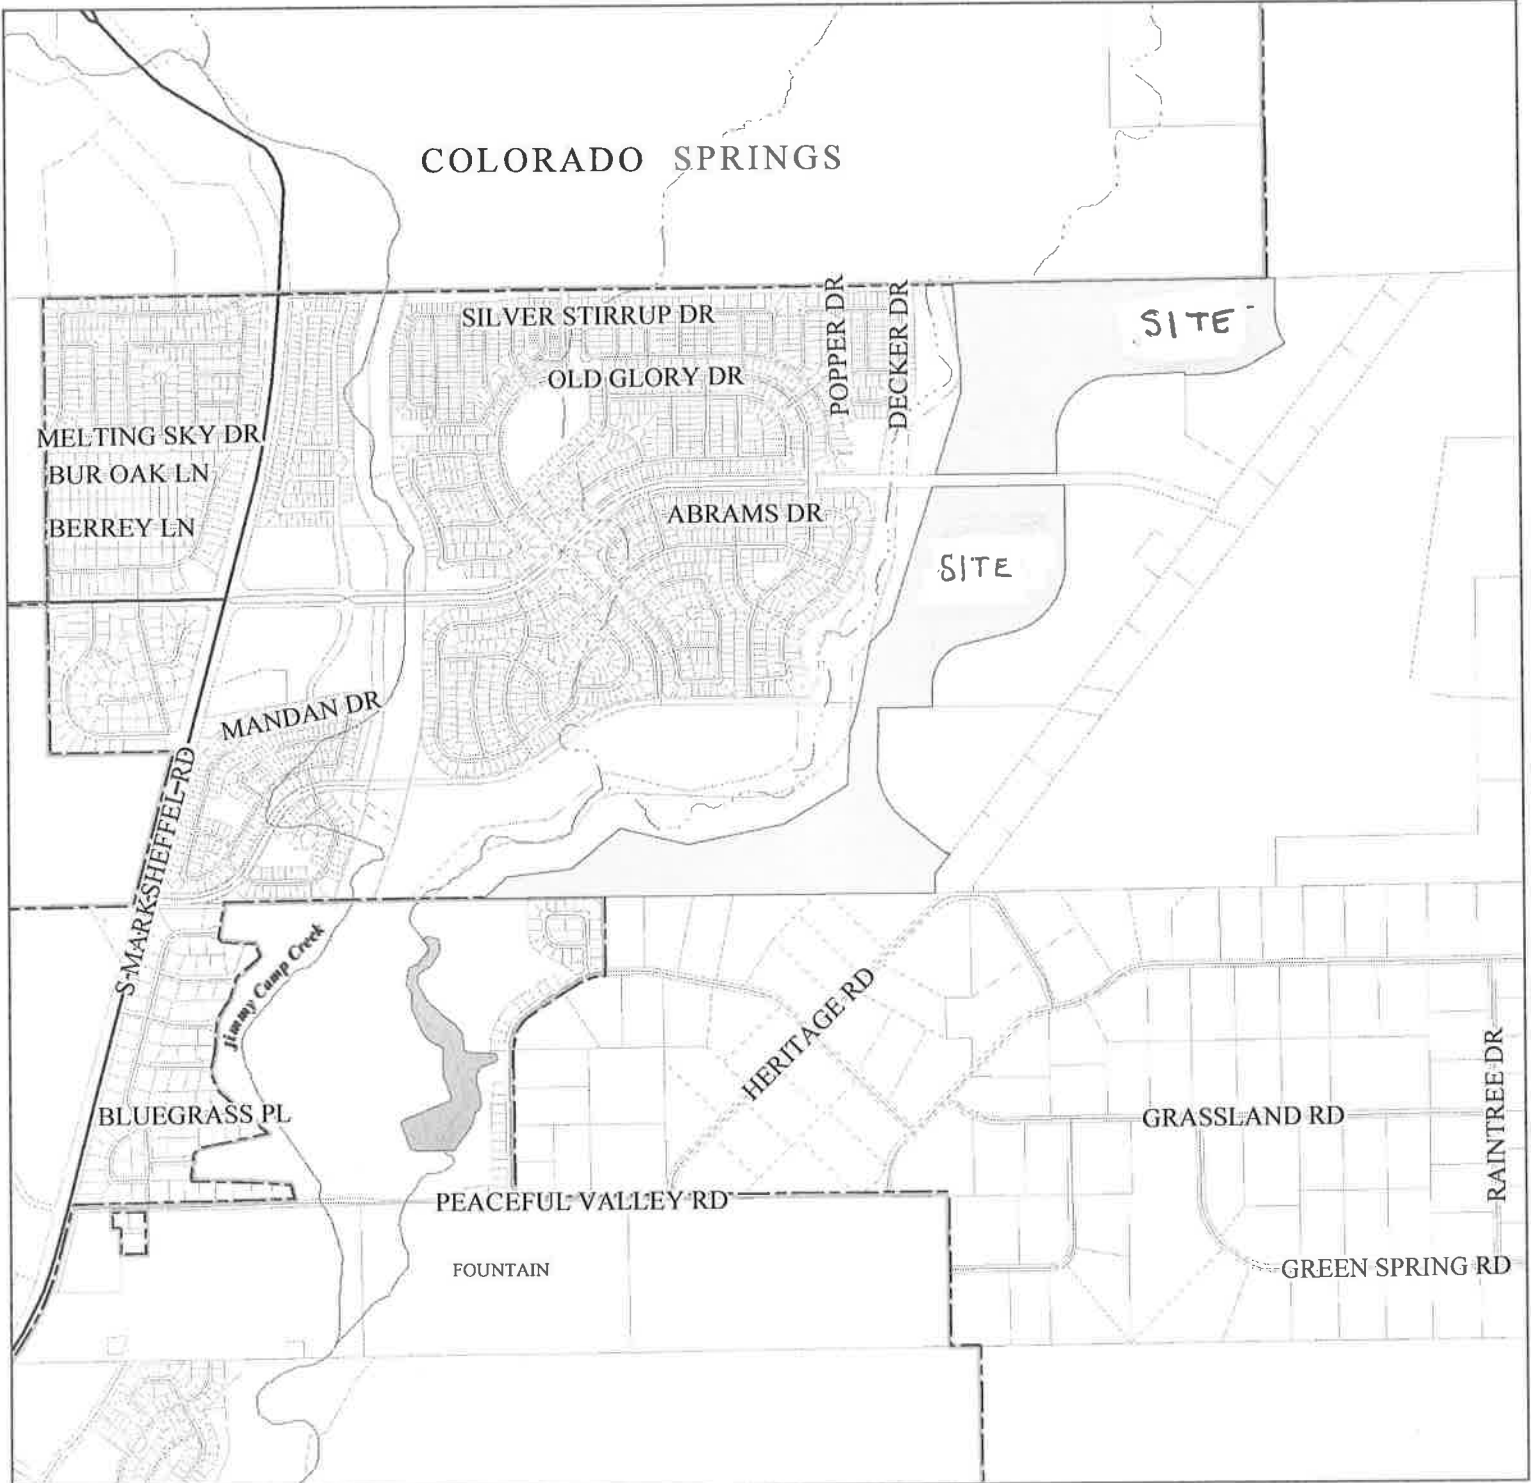 COLORADO SPRINGS
SILVER STIRRUP DR
POPPER DR
DECKER DR
SITE
OLD GLORY DR
MELTING SKY DR
BUR OAK LN
BERREY LN
ABRAMS DR
SITE
MANDAN DR
S MARKSHEFFEL RD
Jimmy Camp Creek
HERITAGE RD
BLUEGRASS PL
GRASSLAND RD
RAINTREE DR
PEACEFUL VALLEY RD
FOUNTAIN
GREEN SPRING RD